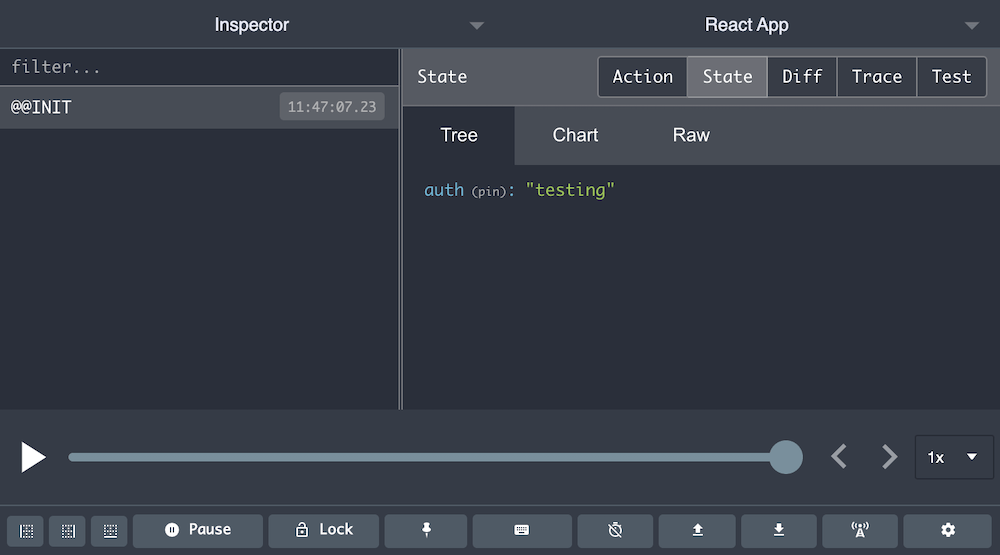 Inspector
React App
filter...
State
Action
State
Diff
Trace
Test
@@INIT
11:47:07.23
Tree
Chart
Raw
auth (pin): "testing"
1x
Pause
Lock